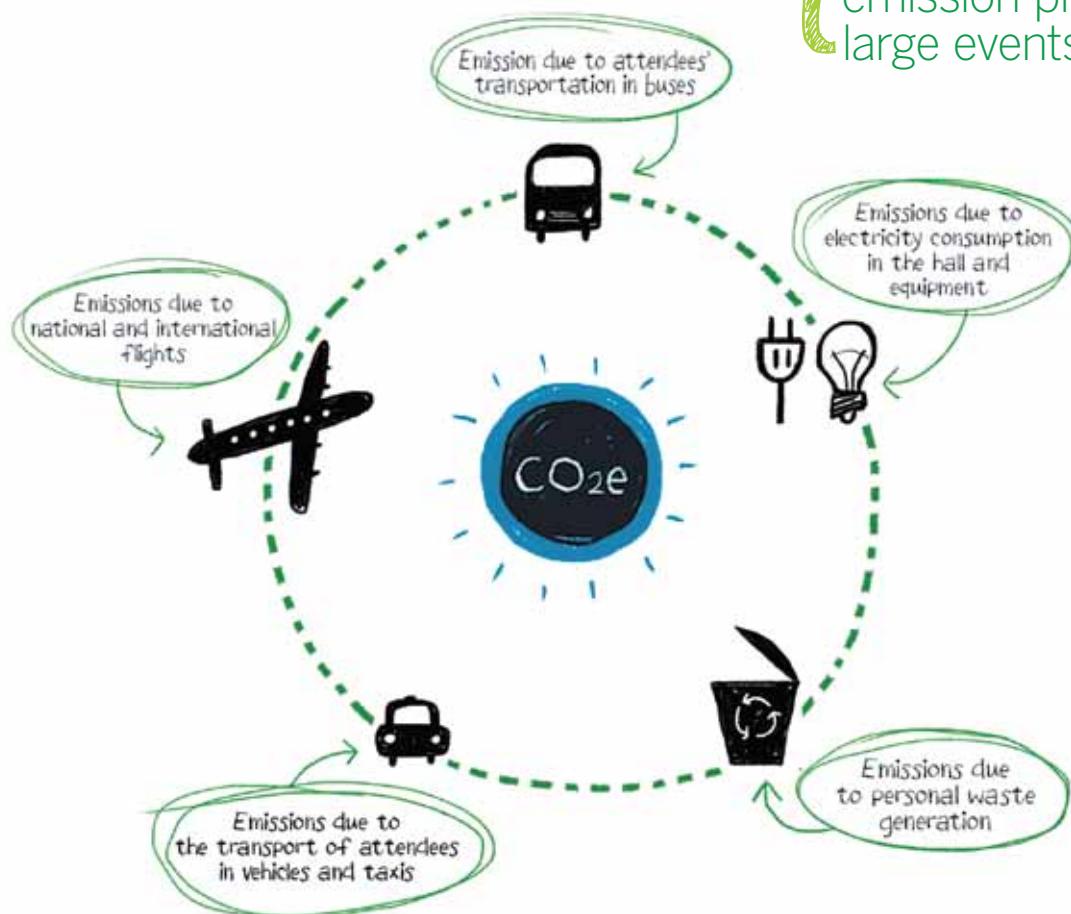 large events
Emission due to attendees'
transportation in buses
Emissions due to
electricity consumption
in the hall and
equipment
Emissions due to
national and international
flights
CO₂e
Emissions due
to personal waste
generation
Emissions due to
the transport of attendees
in vehicles and taxis